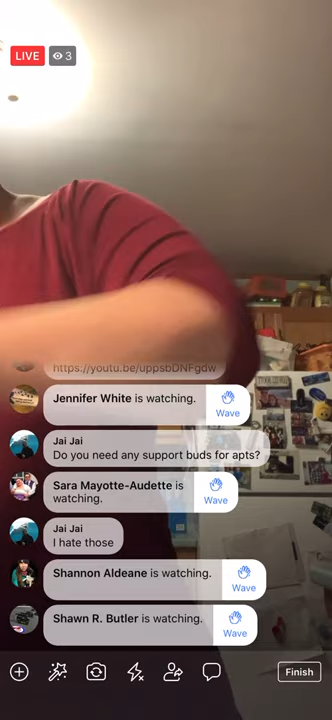 LIVE 3
https://youtu.be/uppsbDNFgdw
Jennifer White is watching.
Wave
Jai Jai
Do you need any support buds for apts?
Sara Mayotte-Audette is
watching.
Wave
Jai Jai
I hate those
Shannon Aldeane is watching.
Wave
Shawn R. Butler is watching.
Wave
Finish